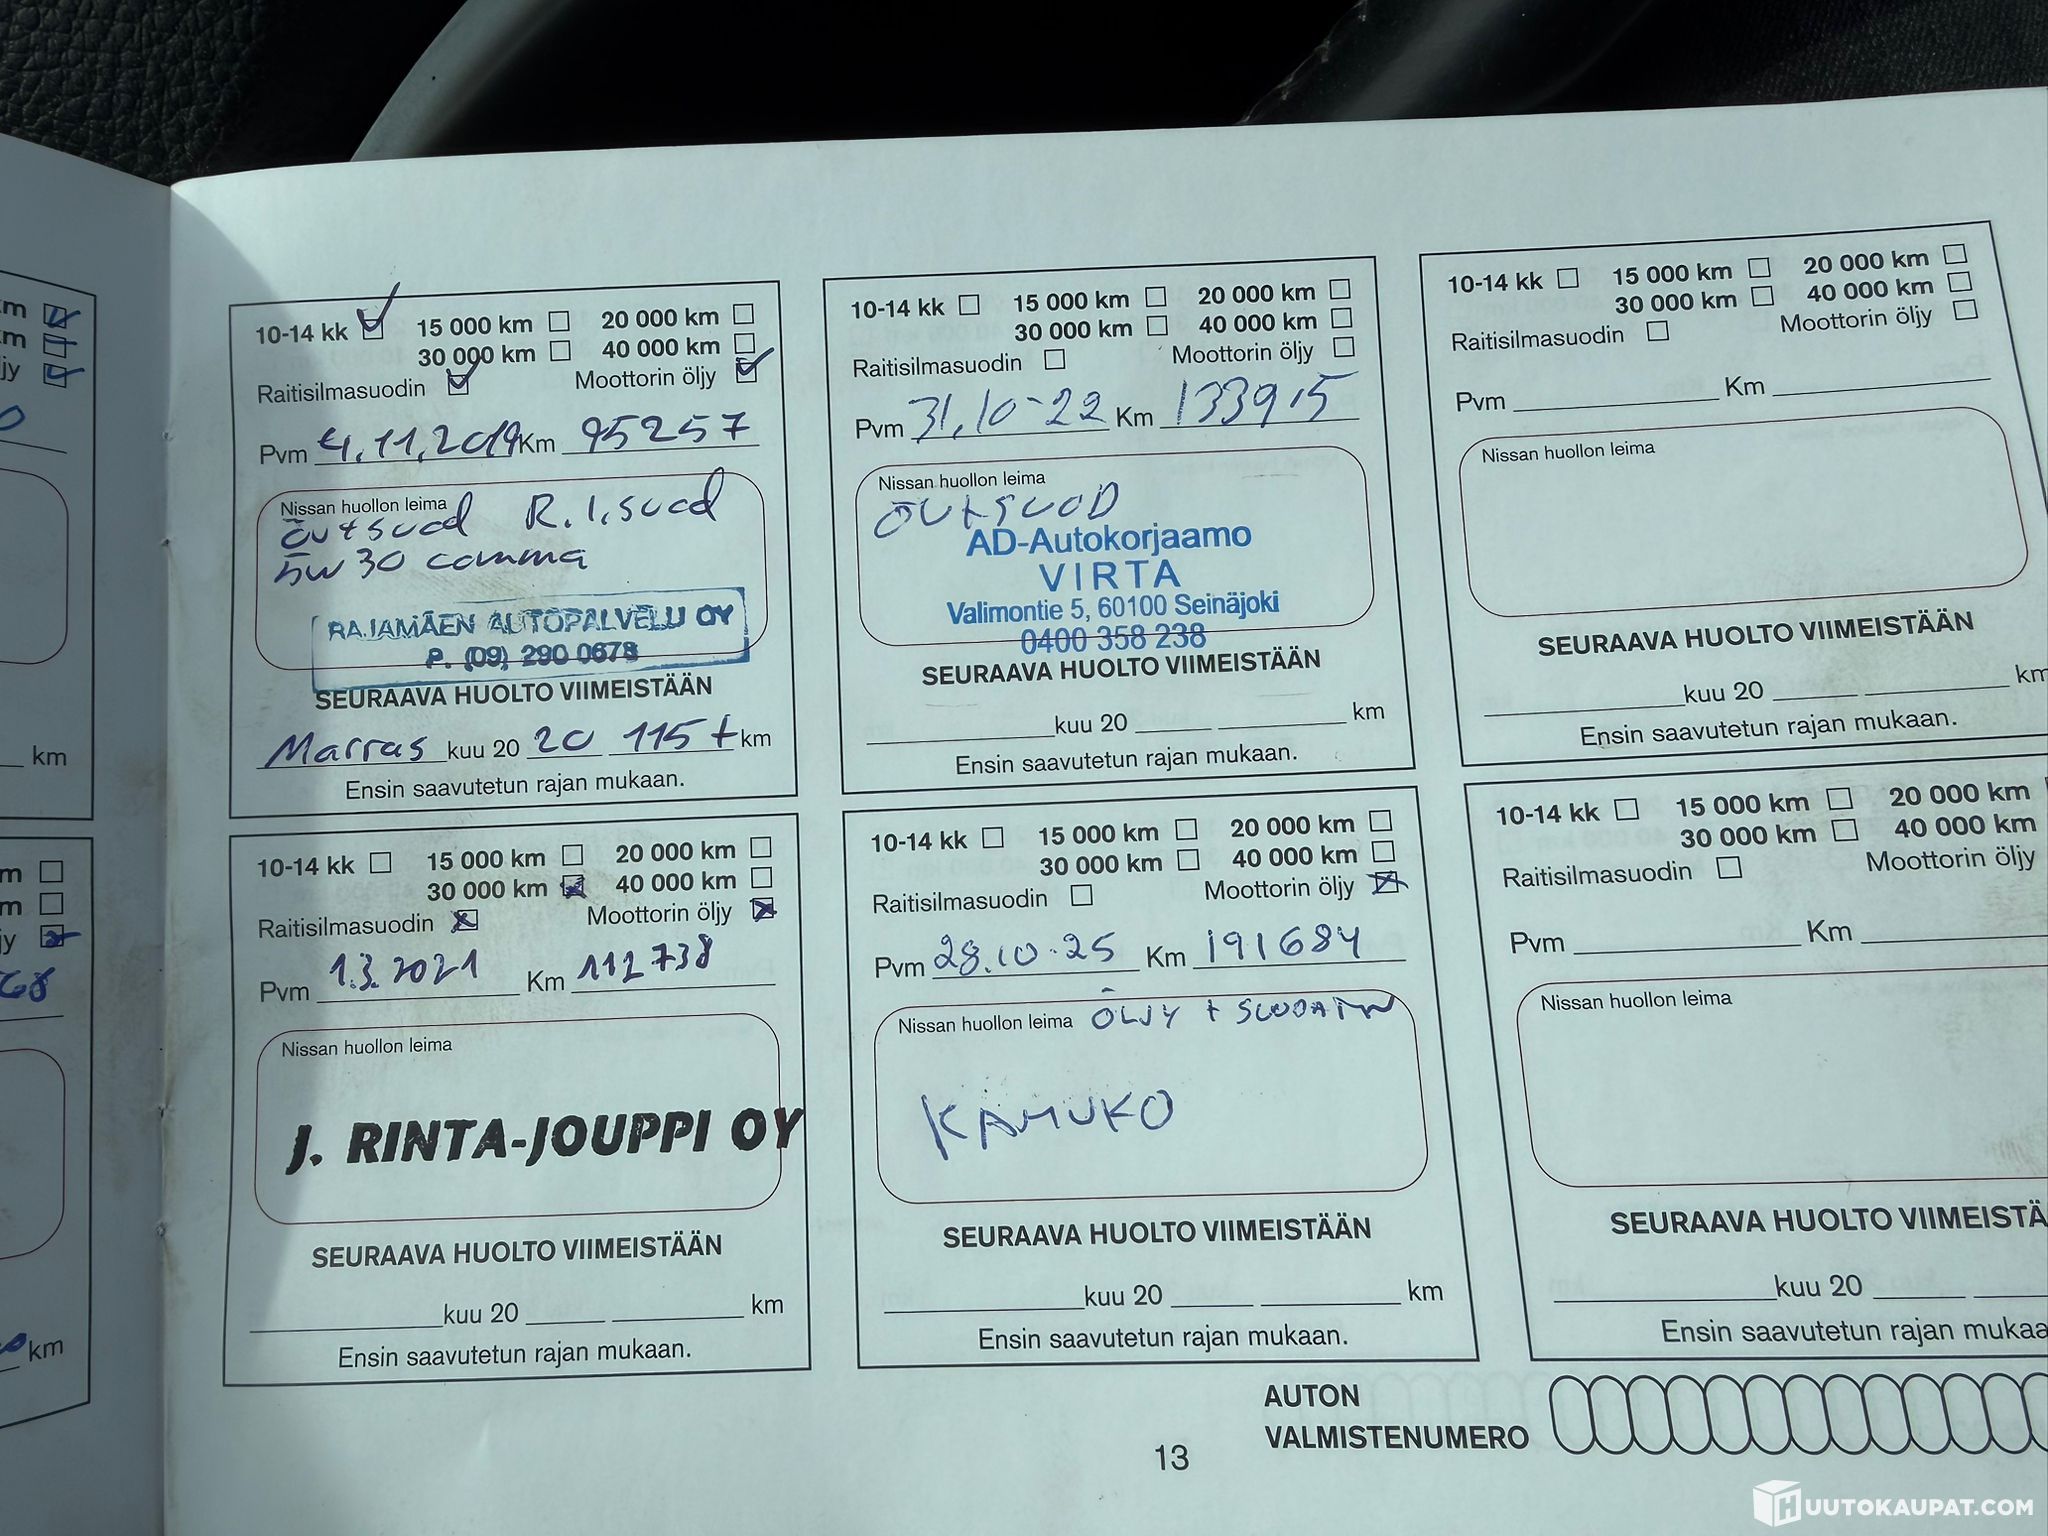 10-14 kk 15 000 km 20 000 km
30 000 km 40 000 km
Raitisilmasuodin Moottorin öljy
Pvm 4.11.2019 Km 95257
Nissan huollon leima
öv+suod R.I.suod
5w30 comma
RAJAMÄEN AUTOPALVELU OY
P. (09) 290 0678
SEURAAVA HUOLTO VIIMEISTÄÄN
Marras kuu 20 20 115 t km
Ensin saavutetun rajan mukaan.
10-14 kk 15 000 km 20 000 km
30 000 km 40 000 km
Raitisilmasuodin Moottorin öljy
Pvm 31.10-22 Km 133915
Nissan huollon leima
ÖV+SUOD
AD-Autokorjaamo
VIRTA
Valimontie 5, 60100 Seinäjoki
0400 358 238
SEURAAVA HUOLTO VIIMEISTÄÄN
kuu 20 km
Ensin saavutetun rajan mukaan.
10-14 kk 15 000 km 20 000 km
30 000 km 40 000 km
Raitisilmasuodin Moottorin öljy
Pvm Km
Nissan huollon leima
SEURAAVA HUOLTO VIIMEISTÄÄN
kuu 20 km
Ensin saavutetun rajan mukaan.
10-14 kk 15 000 km 20 000 km
30 000 km 40 000 km
Raitisilmasuodin Moottorin öljy
Pvm 1.3.2021 Km 112738
Nissan huollon leima
J. RINTA-JOUPPI OY
SEURAAVA HUOLTO VIIMEISTÄÄN
kuu 20 km
Ensin saavutetun rajan mukaan.
10-14 kk 15 000 km 20 000 km
30 000 km 40 000 km
Raitisilmasuodin Moottorin öljy
Pvm 28.10.25 Km 191684
Nissan huollon leima ÖLJY + SUODATIN
KAMUKO
SEURAAVA HUOLTO VIIMEISTÄÄN
kuu 20 km
Ensin saavutetun rajan mukaan.
10-14 kk 15 000 km 20 000 km
30 000 km 40 000 km
Raitisilmasuodin Moottorin öljy
Pvm Km
Nissan huollon leima
SEURAAVA HUOLTO VIIMEISTÄ
kuu 20
Ensin saavutetun rajan mukaa
AUTON
VALMISTENUMERO
13
km
km
HUUTOKAUPAT.COM